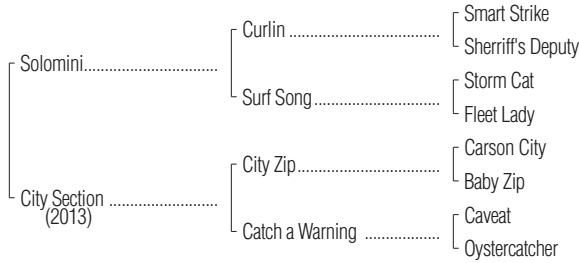 Smart Strike
Curlin
Sherriff's Deputy
Solomini
Storm Cat
Surf Song
Fleet Lady
Carson City
City Zip
Baby Zip
City Section
(2013)
Caveat
Catch a Warning
Oystercatcher